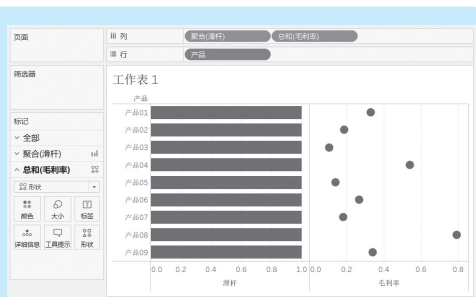 页面
iii 列 聚合(滑杆) 总和(毛利率)
行 产品
筛选器
工作表 1
产品
产品01
产品02
产品03
产品04
产品05
产品06
产品07
产品08
产品09
0.0 0.2 0.4 0.6 0.8 1.0 0.0 0.2 0.4 0.6 0.8
滑杆 毛利率
标记
全部
聚合(滑杆)
总和(毛利率)
形状
颜色 大小 标签
详细信息 工具提示 形状